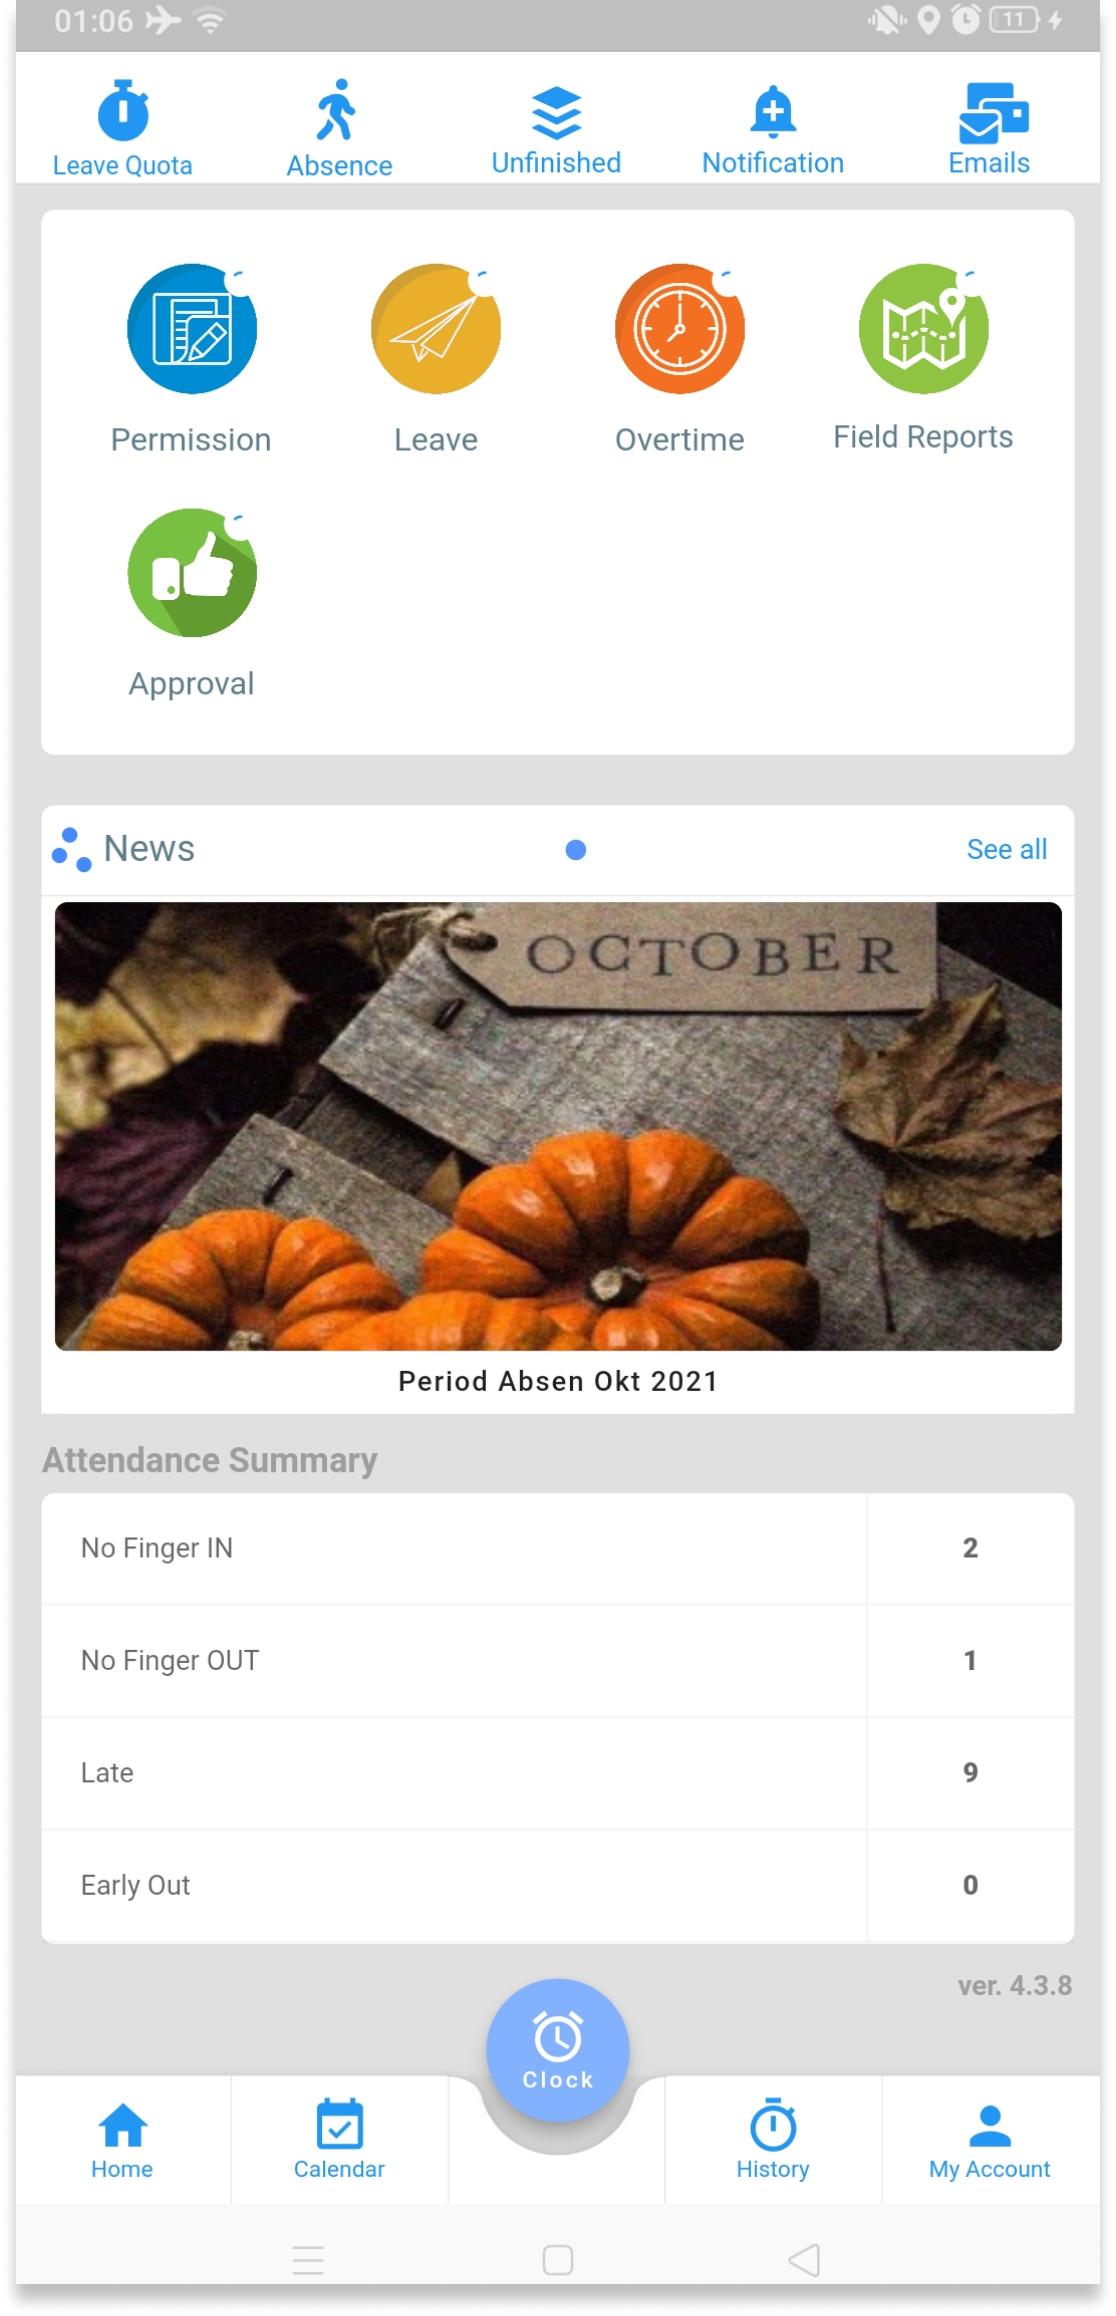 01:06
11
Leave Quota
Absence
Unfinished
Notification
Emails
Permission
Leave
Overtime
Field Reports
Approval
News
See all
OCTOBER
Period Absen Okt 2021
Attendance Summary
No Finger IN 2
No Finger OUT 1
Late 9
Early Out 0
ver. 4.3.8
Clock
Home
Calendar
History
My Account